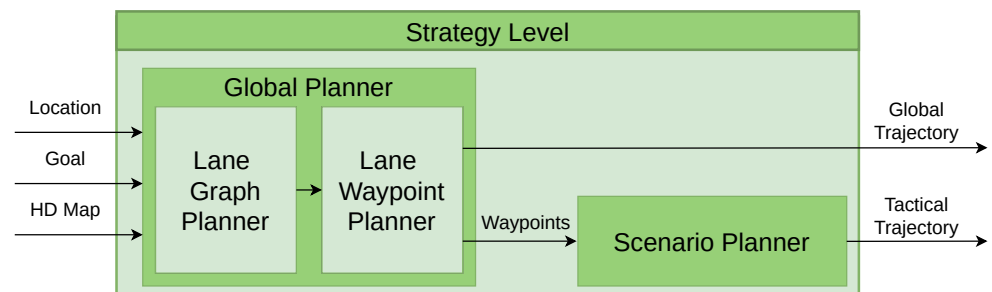 Strategy Level
Global Planner
Location
Goal
HD Map
Lane
Graph
Planner
Lane
Waypoint
Planner
Waypoints
Scenario Planner
Global
Trajectory
Tactical
Trajectory